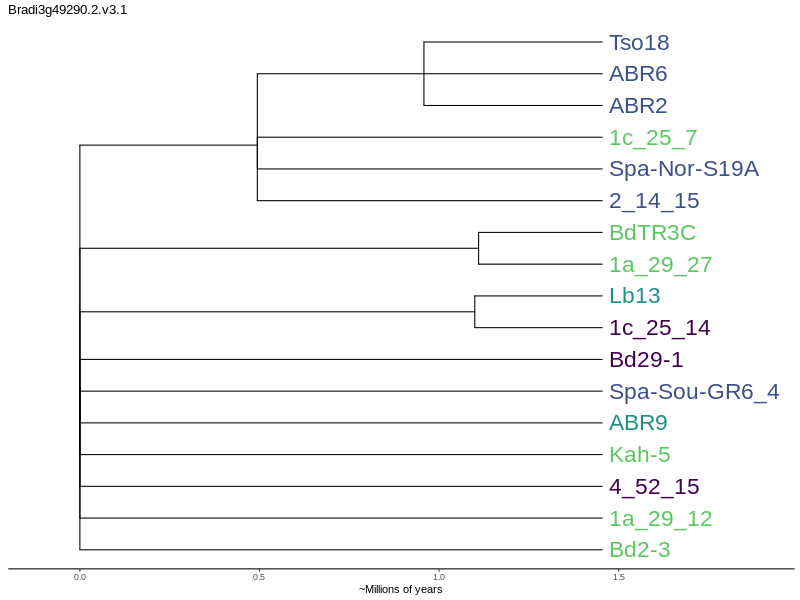 Bradi3g49290.2.v3.1
Tso18
ABR6
ABR2
1c_25_7
Spa-Nor-S19A
2_14_15
BdTR3C
1a_29_27
Lb13
1c_25_14
Bd29-1
Spa-Sou-GR6_4
ABR9
Kah-5
4_52_15
1a_29_12
Bd2-3
0.0 0.5 1.0 1.5
~Millions of years